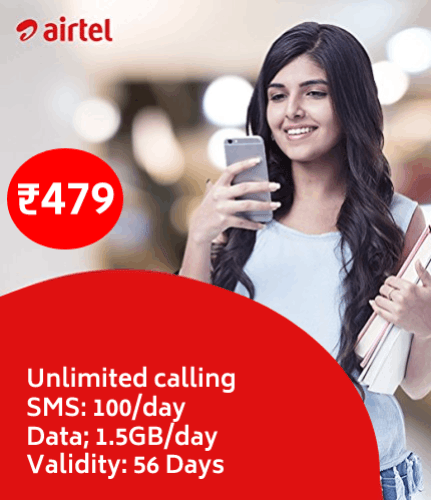 airtel
₹479
Unlimited calling
SMS: 100/day
Data; 1.5GB/day
Validity: 56 Days